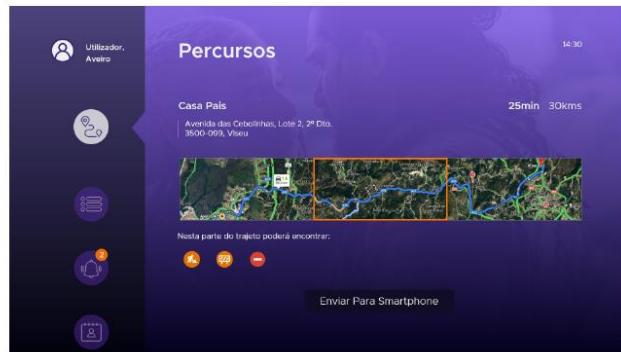 Utilizador,
Aveiro
Percursos
14:30
Casa Pais
25min 30kms
Avenida das Cebolinhas, Lote 2, 2º Dto.
3500-099, Viseu
Nesta parte do trajeto poderá encontrar:
2
Enviar Para Smartphone